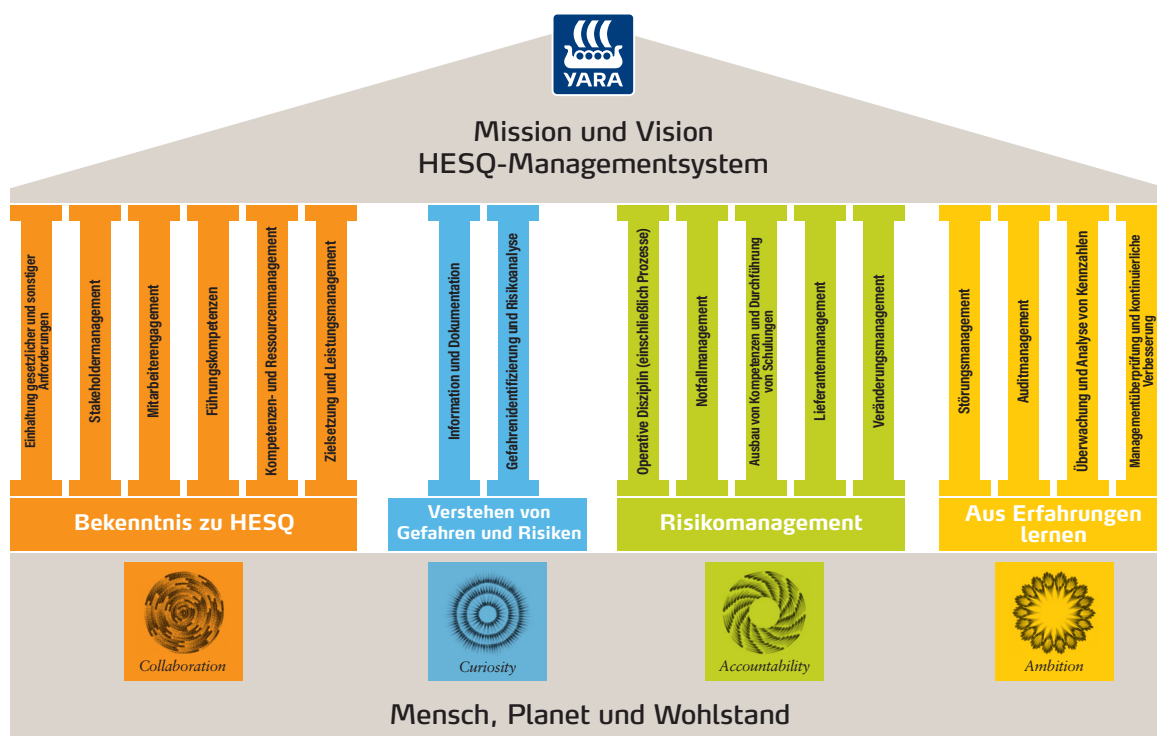 YARA
Mission und Vision
HESQ-Managementsystem
Einhaltung gesetzlicher und sonstiger
Anforderungen
Stakeholdermanagement
Mitarbeiterengagement
Führungskompetenzen
Kompetenzen- und Ressourcenmanagement
Zielsetzung und Leistungsmanagement
Information und Dokumentation
Gefahrenidentifizierung und Risikoanalyse
Operative Disziplin (einschließlich Prozesse)
Notfallmanagement
Ausbau von Kompetenzen und Durchführung
von Schulungen
Lieferantenmanagement
Veränderungsmanagement
Störungsmanagement
Auditmanagement
Überwachung und Analyse von Kennzahlen
Managementüberprüfung und kontinuierliche
Verbesserung
Bekenntnis zu HESQ
Verstehen von
Gefahren und Risiken
Risikomanagement
Aus Erfahrungen
lernen
Collaboration
Curiosity
Accountability
Ambition
Mensch, Planet und Wohlstand